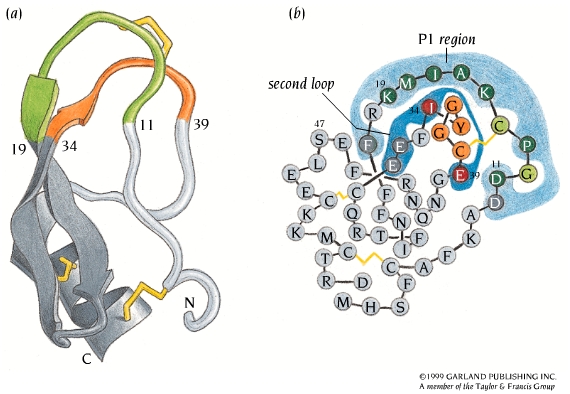 (a)
19
34
11
39
N
C
(b)
P1 region
second loop
19
K M I A K
R
34 I G
47
S E F F E F G Y C P
L E C 11 G
E E G E 39 D
K C R N Q N D
K Q F N A
M C R T F I K
T C A F
R D F
M H S
©1999 GARLAND PUBLISHING INC.
A member of the Taylor & Francis Group